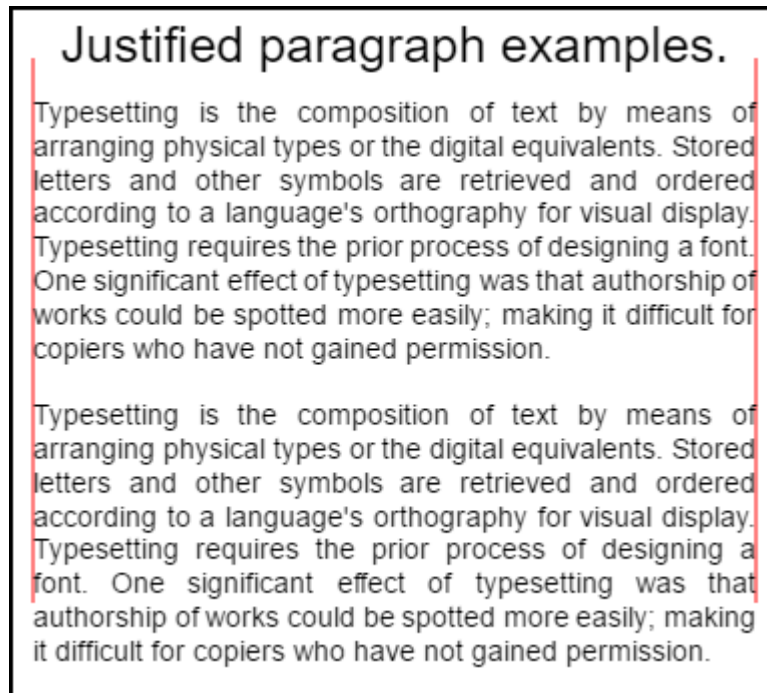 Justified paragraph examples.
Typesetting is the composition of text by means of
arranging physical types or the digital equivalents. Stored
letters and other symbols are retrieved and ordered
according to a language's orthography for visual display.
Typesetting requires the prior process of designing a font.
One significant effect of typesetting was that authorship of
works could be spotted more easily; making it difficult for
copiers who have not gained permission.
Typesetting is the composition of text by means of
arranging physical types or the digital equivalents. Stored
letters and other symbols are retrieved and ordered
according to a language's orthography for visual display.
Typesetting requires the prior process of designing a
font. One significant effect of typesetting was that
authorship of works could be spotted more easily; making
it difficult for copiers who have not gained permission.